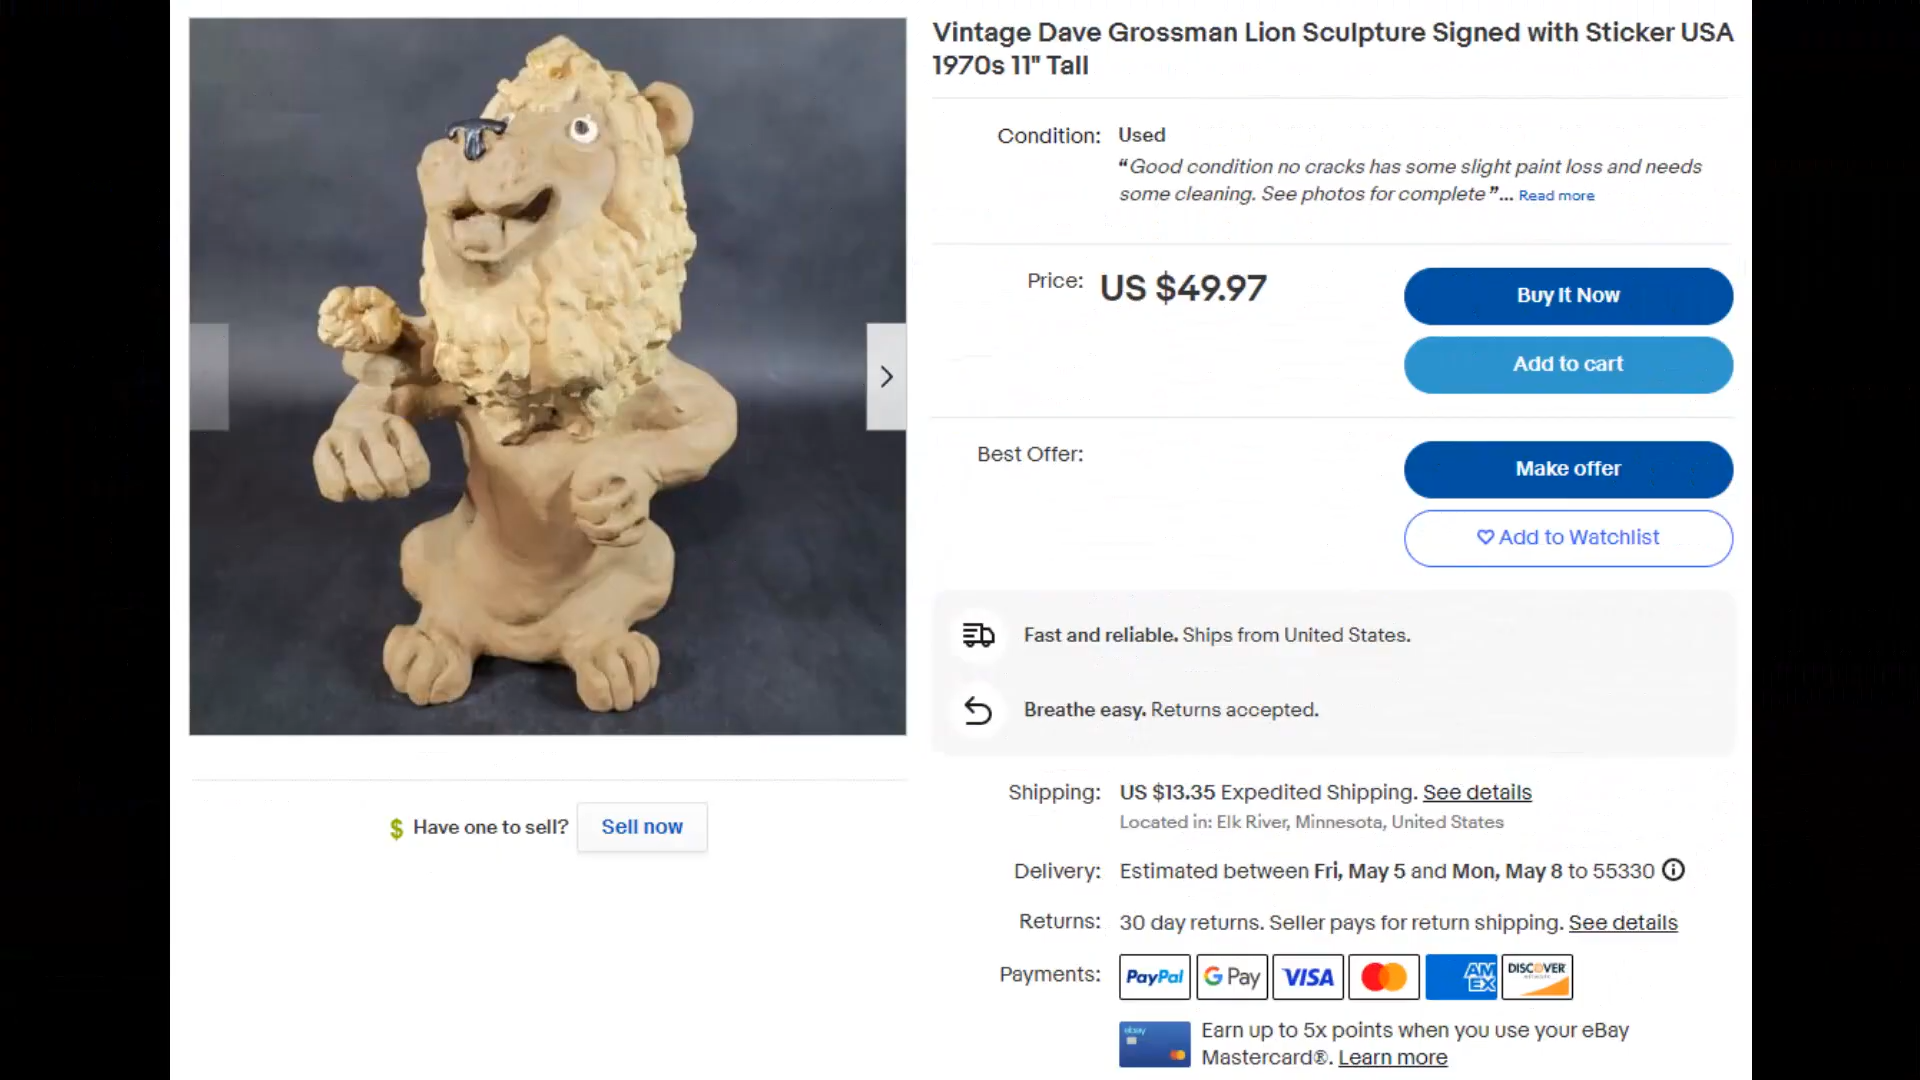 Vintage Dave Grossman Lion Sculpture Signed with Sticker USA
1970s 11" Tall
Condition: Used
“Good condition no cracks has some slight paint loss and needs
some cleaning. See photos for complete”... Read more
Price: US $49.97
Buy It Now
Add to cart
Best Offer:
Make offer
Add to Watchlist
Fast and reliable. Ships from United States.
Breathe easy. Returns accepted.
Shipping: US $13.35 Expedited Shipping. See details
Located in: Elk River, Minnesota, United States
Delivery: Estimated between Fri, May 5 and Mon, May 8 to 55330
Returns: 30 day returns. Seller pays for return shipping. See details
Payments: PayPal G Pay VISA AM EX DISCOVER
ebay
Earn up to 5x points when you use your eBay
Mastercard®. Learn more
$ Have one to sell? Sell now